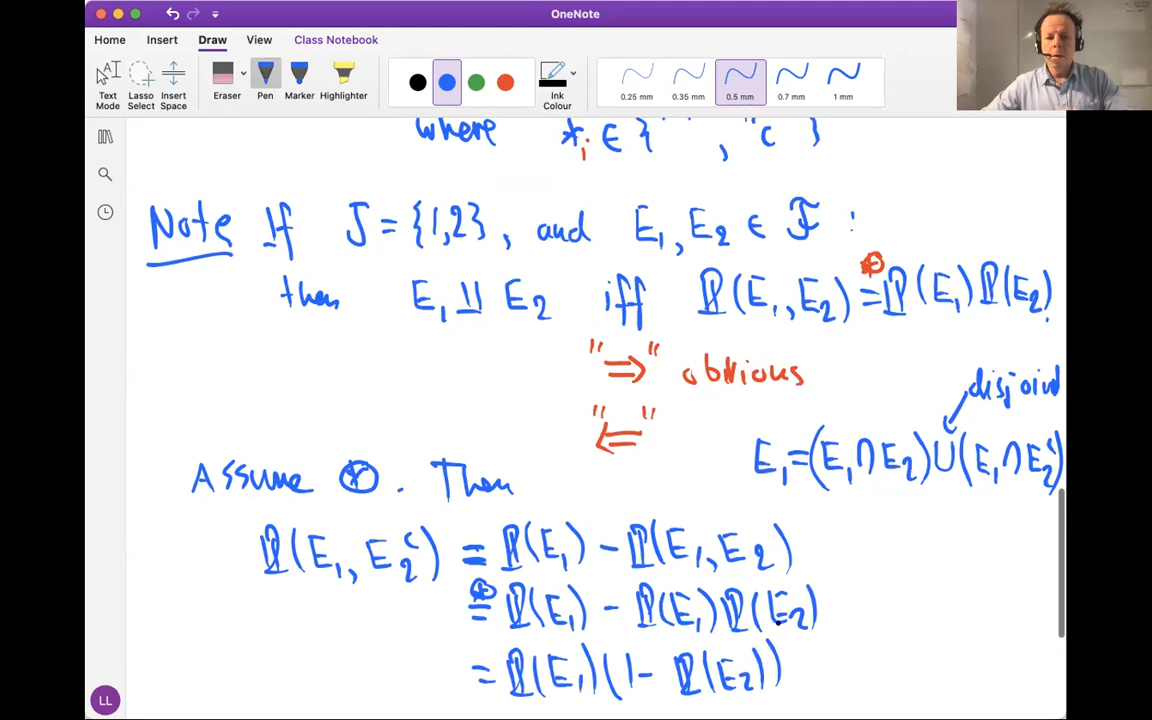 OneNote
Home Insert Draw View Class Notebook
Text Mode Lasso Select Insert Space Eraser Pen Marker Highlighter Ink Colour 0.25 mm 0.35 mm 0.5 mm 0.7 mm 1 mm
where *ᵢ ∈ {" ", "c"}
Note If J = {1,2}, and E₁, E₂ ∈ ℱ :
then E₁ ⫫ E₂ iff ℙ(E₁, E₂) =⊛ ℙ(E₁) ℙ(E₂).
"⇒" obvious
"⇐"
disjoint
E₁ = (E₁ ∩ E₂) ∪ (E₁ ∩ E₂ᶜ)
Assume ⊛. Then
ℙ(E₁, E₂ᶜ) = ℙ(E₁) − ℙ(E₁, E₂)
=⊛ ℙ(E₁) − ℙ(E₁) ℙ(E₂)
= ℙ(E₁)(1 − ℙ(E₂))
LL